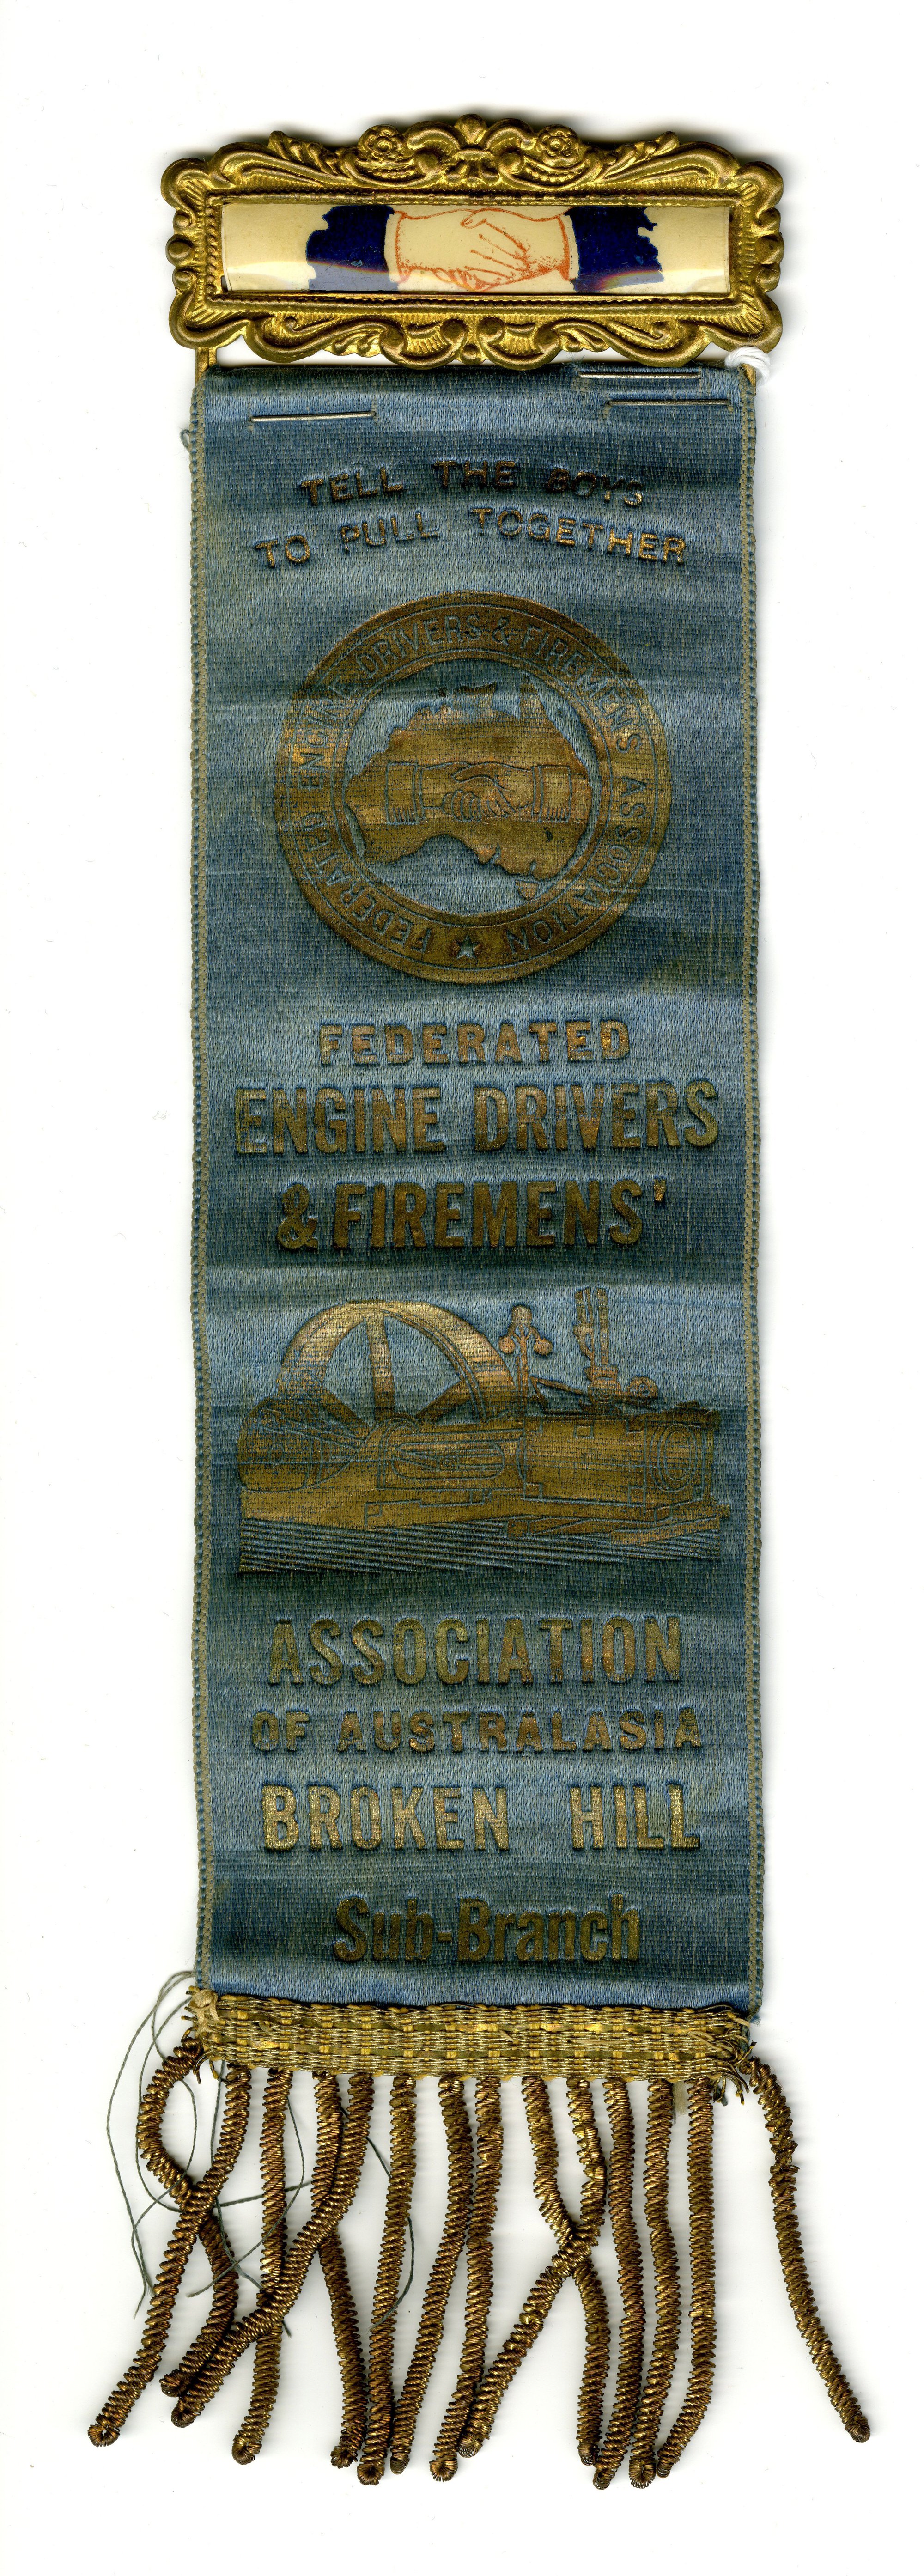 TELL THE BOYS
TO PULL TOGETHER
FEDERATED ENGINE DRIVERS & FIREMENS ASSOCIATION
FEDERATED
ENGINE DRIVERS
& FIREMENS'
ASSOCIATION
OF AUSTRALASIA
BROKEN HILL
Sub-Branch